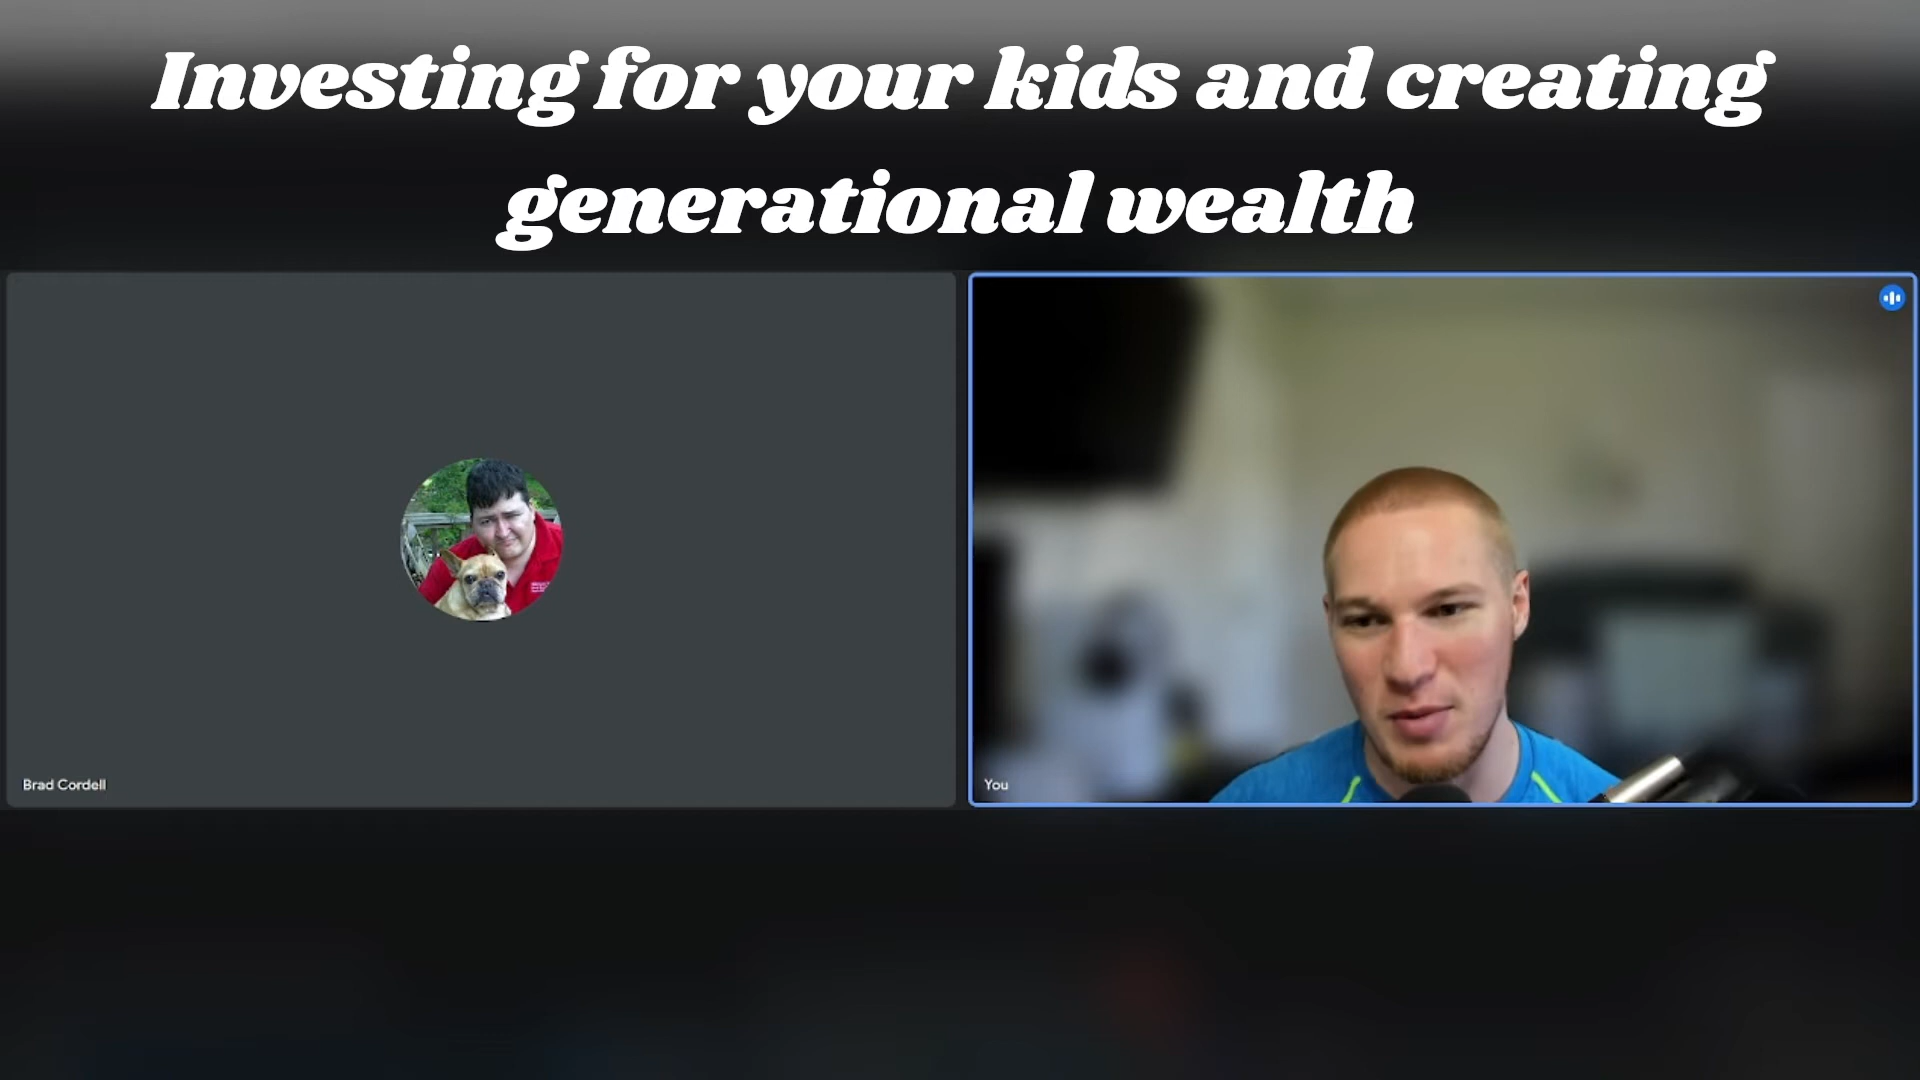 Investing for your kids and creating
generational wealth
Brad Cordell
You